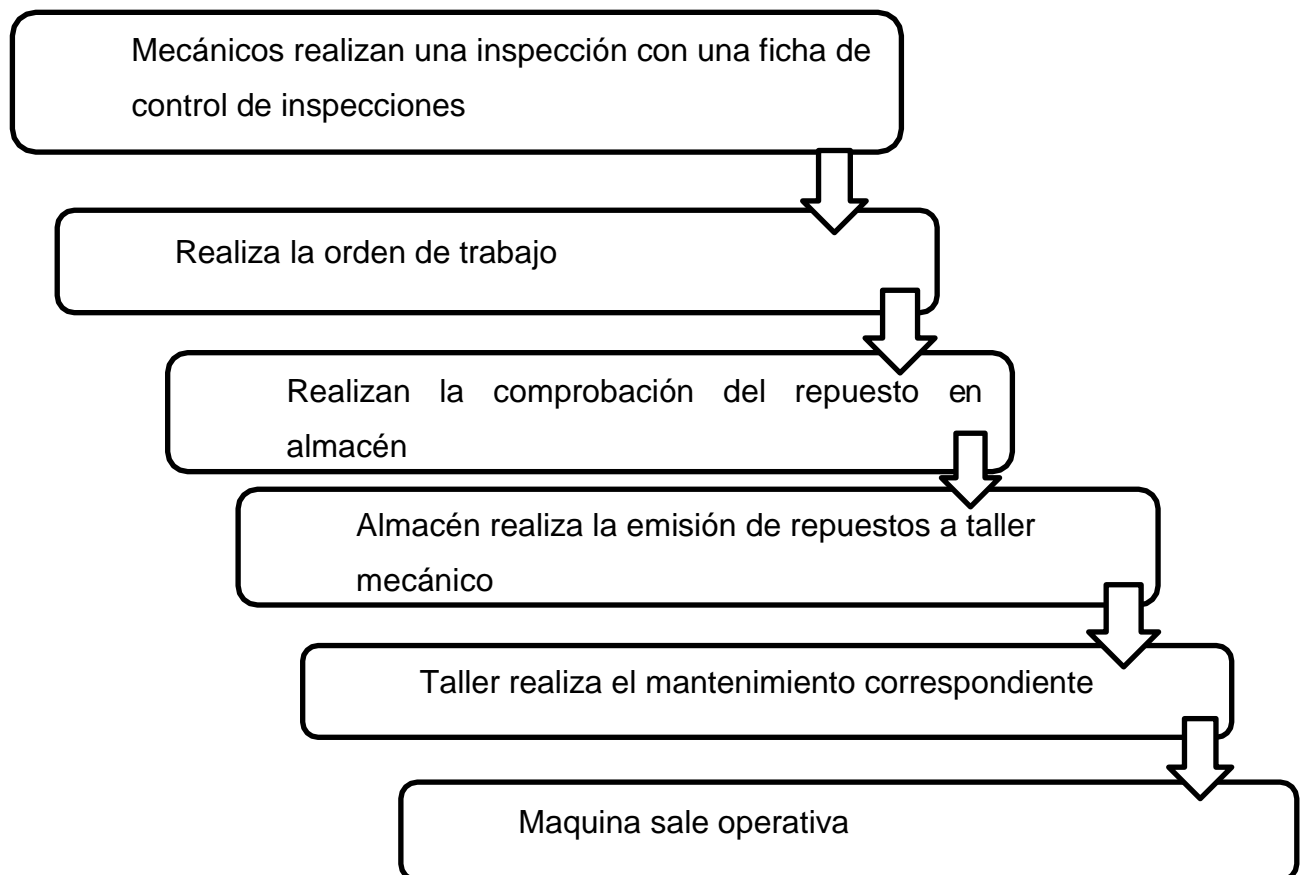 Mecánicos realizan una inspección con una ficha de
control de inspecciones
Realiza la orden de trabajo
Realizan la comprobación del repuesto en
almacén
Almacén realiza la emisión de repuestos a taller
mecánico
Taller realiza el mantenimiento correspondiente
Maquina sale operativa